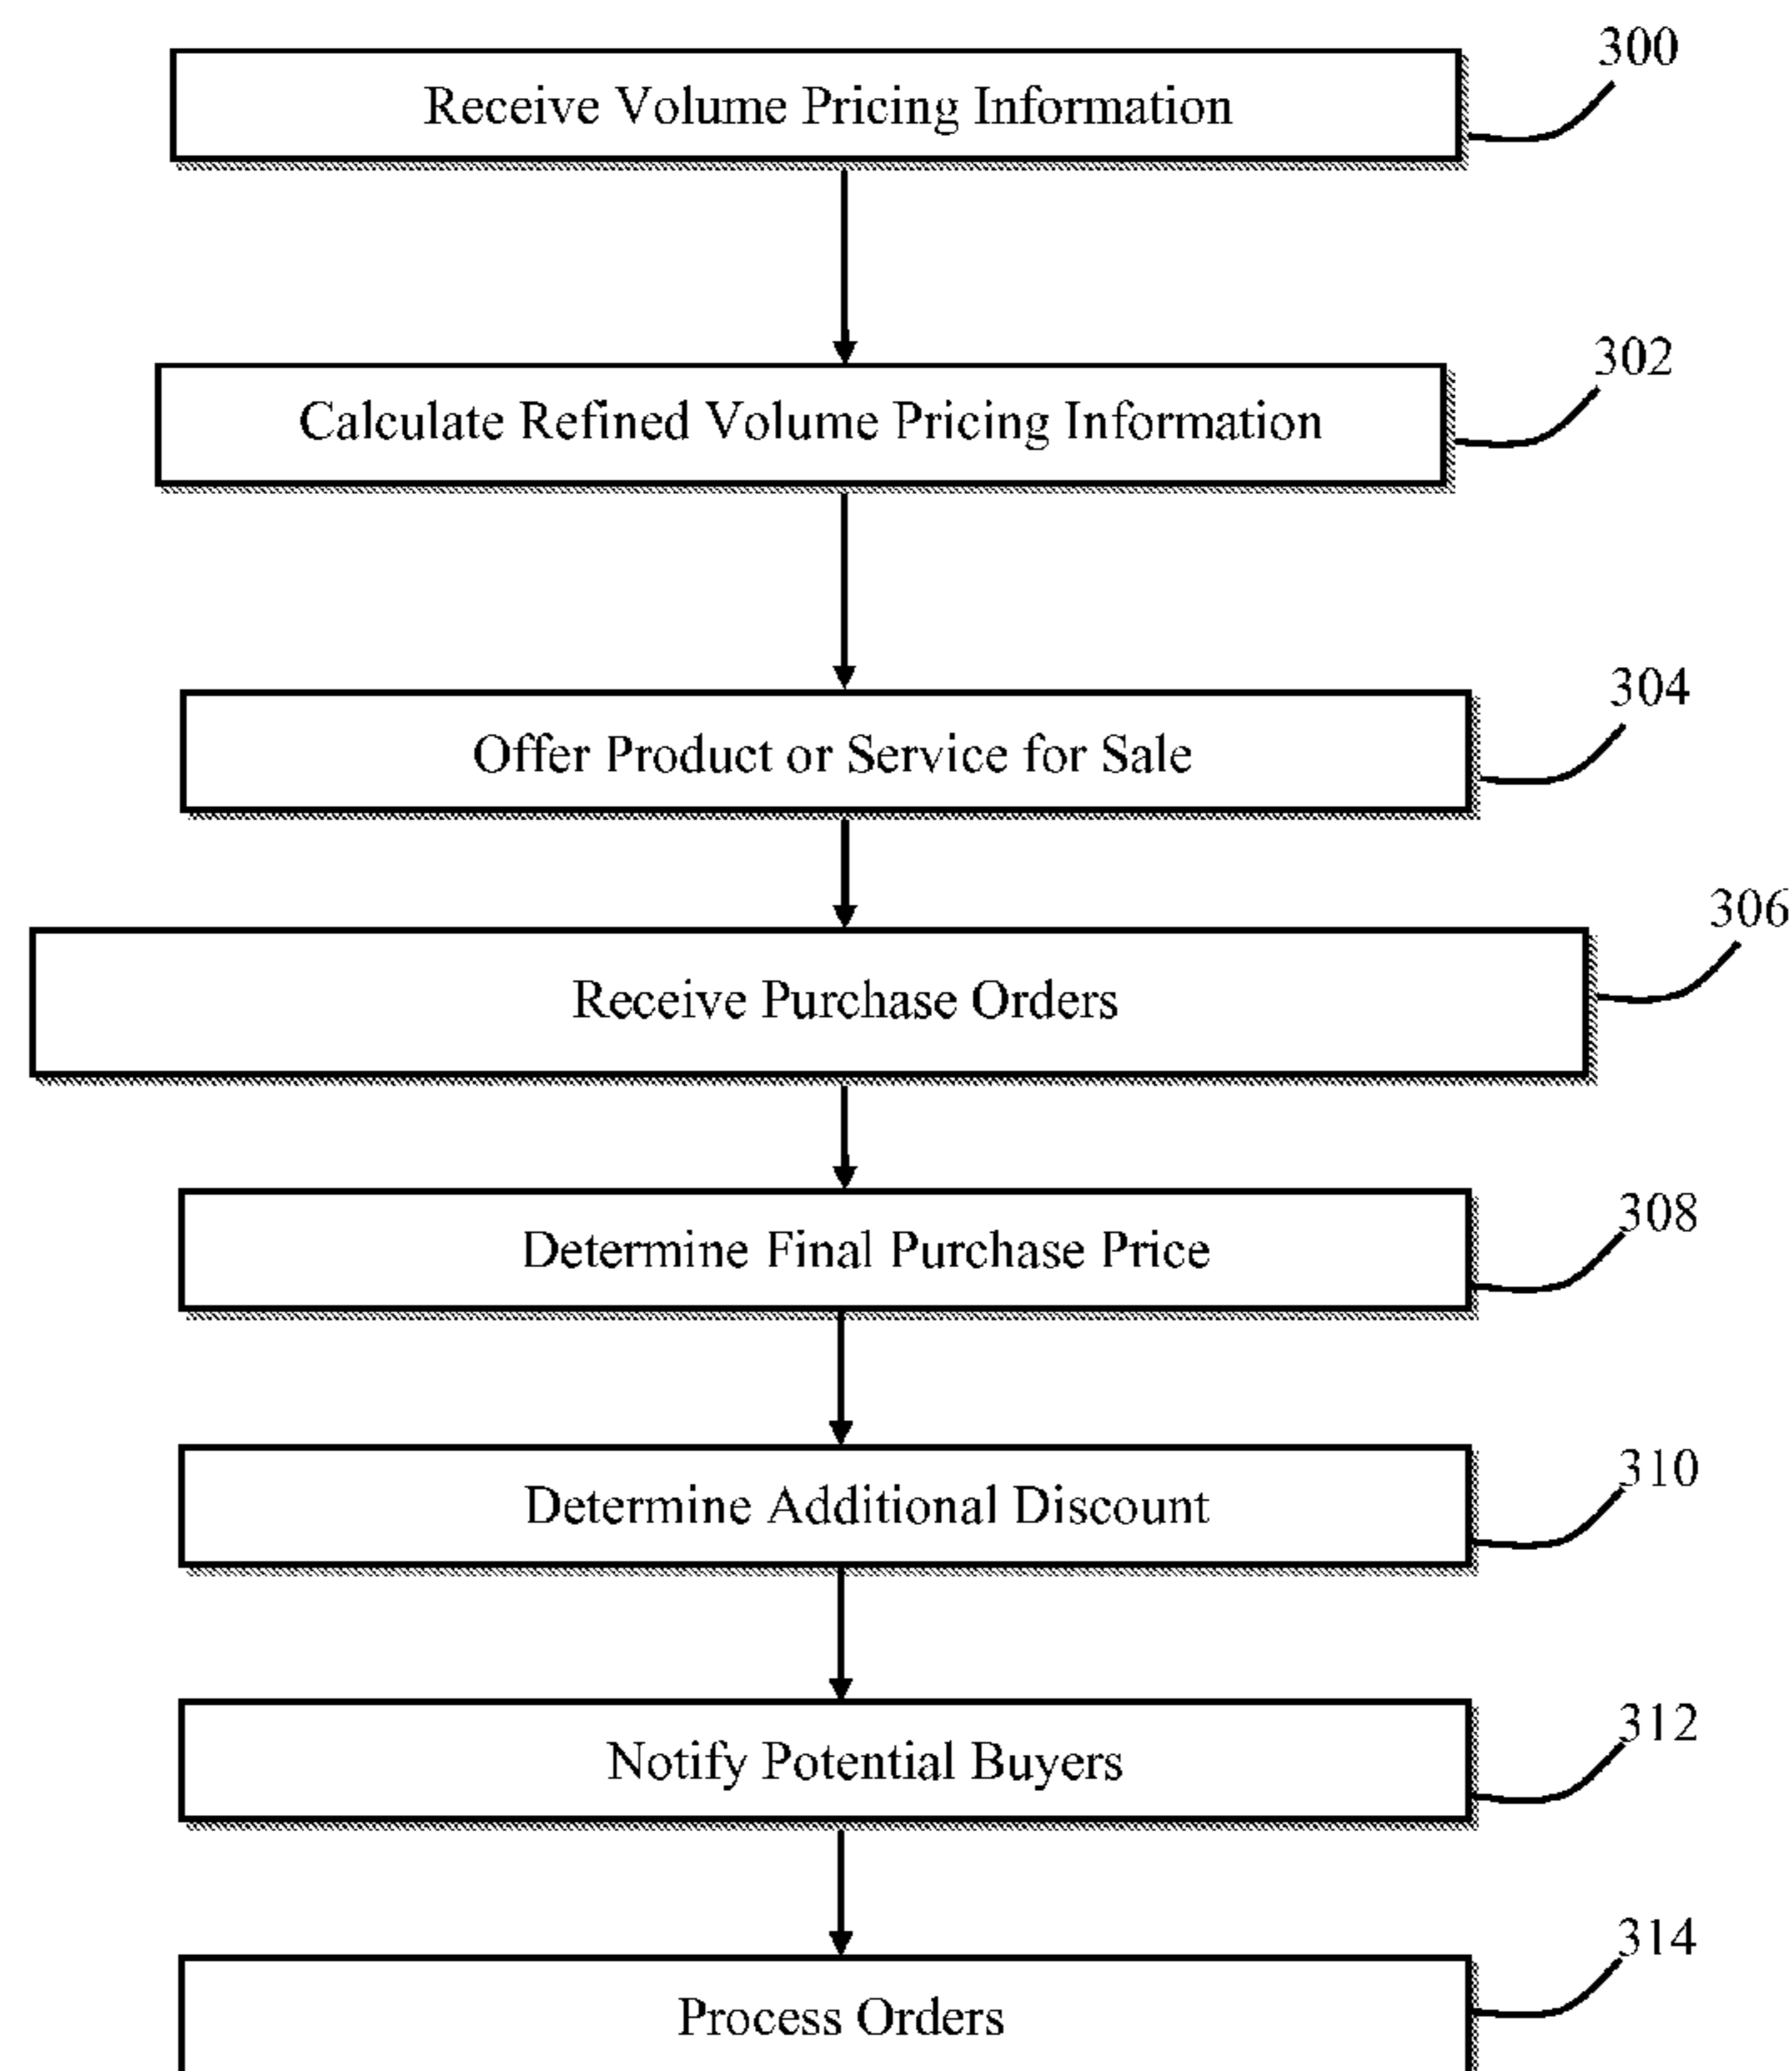 300
Receive Volume Pricing Information
302
Calculate Refined Volume Pricing Information
304
Offer Product or Service for Sale
306
Receive Purchase Orders
308
Determine Final Purchase Price
310
Determine Additional Discount
312
Notify Potential Buyers
314
Process Orders